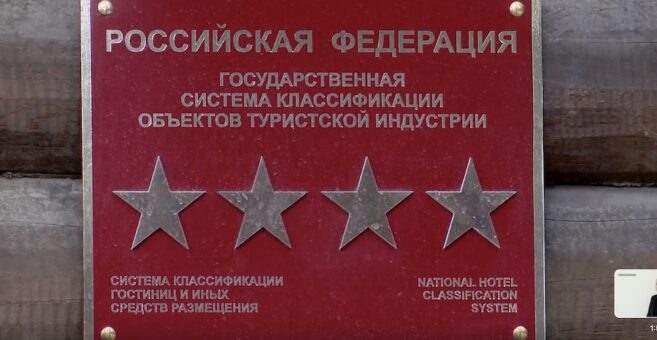 РОССИЙСКАЯ ФЕДЕРАЦИЯ
ГОСУДАРСТВЕННАЯ
СИСТЕМА КЛАССИФИКАЦИИ
ОБЪЕКТОВ ТУРИСТСКОЙ ИНДУСТРИИ
СИСТЕМА КЛАССИФИКАЦИИ
ГОСТИНИЦ И ИНЫХ
СРЕДСТВ РАЗМЕЩЕНИЯ
NATIONAL HOTEL
CLASSIFICATION
SYSTEM